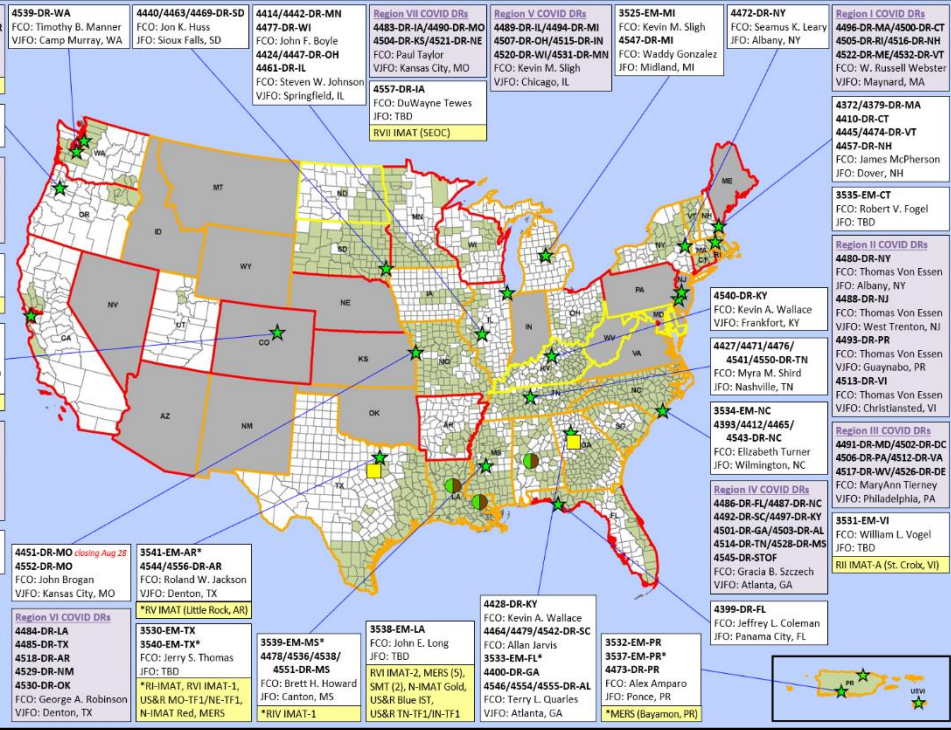 4539-DR-WA
FCO: Timothy B. Manner
VJFO: Camp Murray, WA
4440/4463/4469-DR-SD
FCO: Jon K. Huss
JFO: Sioux Falls, SD
4414/4442-DR-MN
4477-DR-WI
FCO: John F. Boyle
4424/4447-DR-OH
4461-DR-IL
FCO: Steven W. Johnson
VJFO: Springfield, IL
Region VII COVID DRs
4483-DR-IA/4490-DR-MO
4504-DR-KS/4521-DR-NE
FCO: Paul Taylor
VJFO: Kansas City, MO
4557-DR-IA
FCO: DuWayne Tewes
JFO: TBD
RVII IMAT (SEOC)
Region V COVID DRs
4489-DR-IL/4494-DR-MI
4507-DR-OH/4515-DR-IN
4520-DR-WI/4531-DR-MN
FCO: Kevin M. Sligh
VJFO: Chicago, IL
3525-EM-MI
FCO: Kevin M. Sligh
4547-DR-MI
FCO: Waddy Gonzalez
JFO: Midland, MI
4472-DR-NY
FCO: Seamus K. Leary
JFO: Albany, NY
Region I COVID DRs
4496-DR-MA/4500-DR-CT
4505-DR-RI/4516-DR-NH
4522-DR-ME/4532-DR-VT
FCO: W. Russell Webster
VJFO: Maynard, MA
4372/4379-DR-MA
4410-DR-CT
4445/4474-DR-VT
4457-DR-NH
FCO: James McPherson
JFO: Dover, NH
3535-EM-CT
FCO: Robert V. Fogel
JFO: TBD
Region II COVID DRs
4480-DR-NY
FCO: Thomas Von Essen
JFO: Albany, NY
4488-DR-NJ
FCO: Thomas Von Essen
VJFO: West Trenton, NJ
4493-DR-PR
FCO: Thomas Von Essen
VJFO: Guaynabo, PR
4513-DR-VI
FCO: Thomas Von Essen
VJFO: Christiansted, VI
Region III COVID DRs
4491-DR-MD/4502-DR-DC
4506-DR-PA/4512-DR-VA
4517-DR-WV/4526-DR-DE
FCO: MaryAnn Tierney
VJFO: Philadelphia, PA
3531-EM-VI
FCO: William L. Vogel
JFO: TBD
RII IMAT-A (St. Croix, VI)
WA
MT
ND
MN
ME
OR
ID
SD
WI
VT
NH
NY
MA
CT
RI
WY
IA
PA
NJ
NE
NV
UT
IL
IN
OH
MD
CA
CO
WV
VA
KS
MO
KY
AZ
NM
OK
AR
TN
NC
SC
TX
LA
MS
GA
FL
4540-DR-KY
FCO: Kevin A. Wallace
VJFO: Frankfort, KY
4427/4471/4476/
4541/4550-DR-TN
FCO: Myra M. Shird
JFO: Nashville, TN
3534-EM-NC
4393/4412/4465/
4543-DR-NC
FCO: Elizabeth Turner
JFO: Wilmington, NC
Region IV COVID DRs
4486-DR-FL/4487-DR-NC
4492-DR-SC/4497-DR-KY
4501-DR-GA/4503-DR-AL
4514-DR-TN/4528-DR-MS
4545-DR-STOF
FCO: Gracia B. Szczech
VJFO: Atlanta, GA
4399-DR-FL
FCO: Jeffrey L. Coleman
JFO: Panama City, FL
4451-DR-MO closing Aug 28
4552-DR-MO
FCO: John Brogan
VJFO: Kansas City, MO
Region VI COVID DRs
4484-DR-LA
4485-DR-TX
4518-DR-AR
4529-DR-NM
4530-DR-OK
FCO: George A. Robinson
VJFO: Denton, TX
3541-EM-AR*
4544/4556-DR-AR
FCO: Roland W. Jackson
VJFO: Denton, TX
*RV IMAT (Little Rock, AR)
3530-EM-TX
3540-EM-TX*
FCO: Jerry S. Thomas
JFO: TBD
*RI-IMAT, RVI IMAT-1,
US&R MO-TF1/NE-TF1,
N-IMAT Red, MERS
3539-EM-MS*
4478/4536/4538/
4551-DR-MS
FCO: Brett H. Howard
JFO: Canton, MS
*RIV IMAT-1
3538-EM-LA
FCO: John E. Long
JFO: TBD
RVI IMAT-2, MERS (5),
SMT (2), N-IMAT Gold,
US&R Blue IST,
US&R TN-TF1/IN-TF1
4428-DR-KY
FCO: Kevin A. Wallace
4464/4479/4542-DR-SC
FCO: Allan Jarvis
3533-EM-FL*
4400-DR-GA
4546/4554/4555-DR-AL
FCO: Terry L. Quarles
VJFO: Atlanta, GA
3532-EM-PR
3537-EM-PR*
4473-DR-PR
FCO: Alex Amparo
JFO: Ponce, PR
*MERS (Bayamon, PR)
PR
USVI